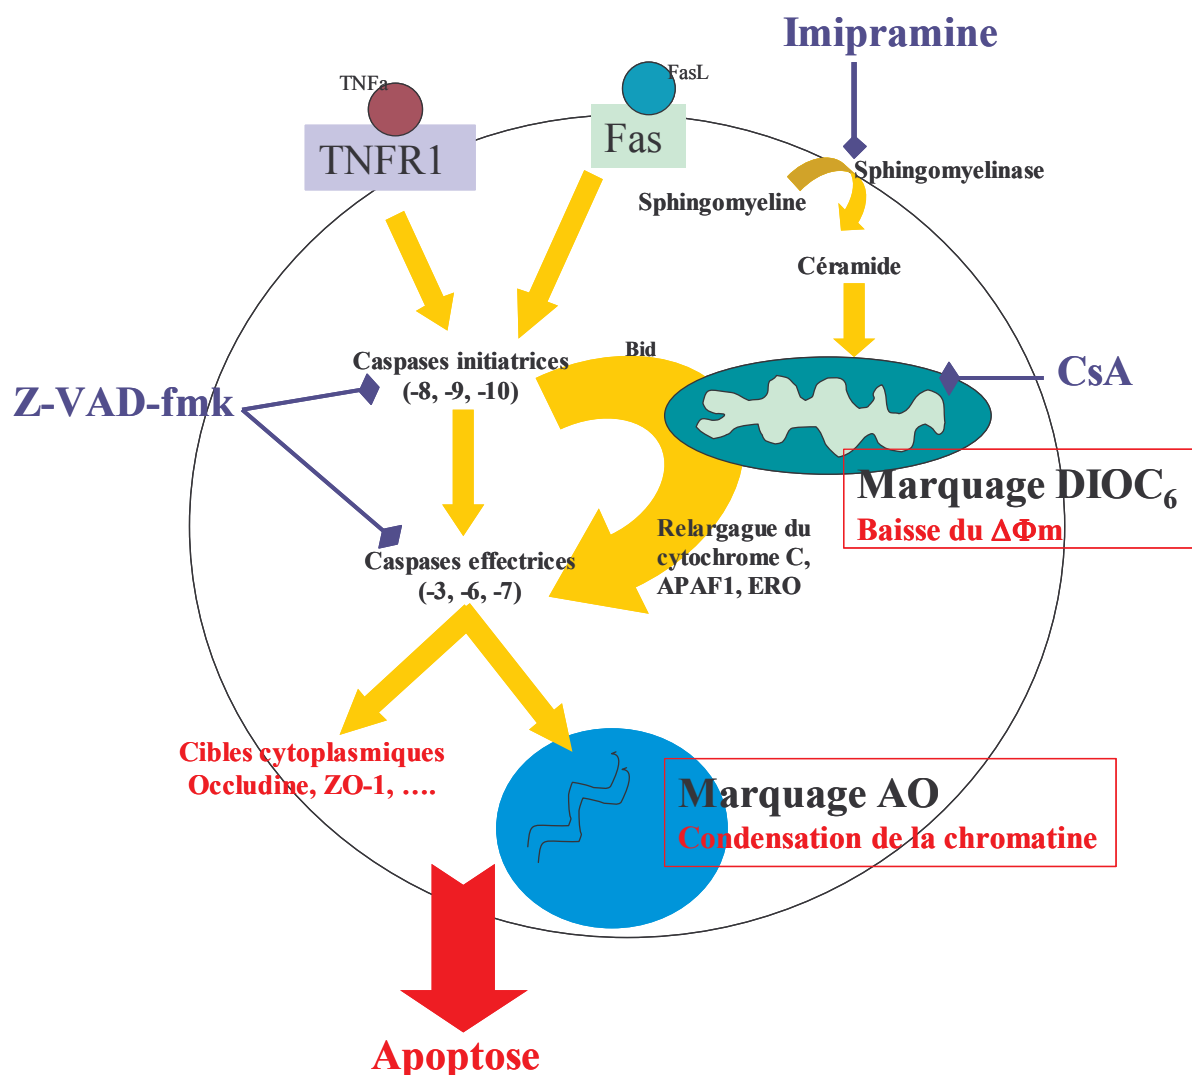 Imipramine
TNFa
FasL
TNFR1
Fas
Sphingomyelinase
Sphingomyeline
Céramide
Bid
Caspases initiatrices
(-8, -9, -10)
Z-VAD-fmk
CsA
Marquage DIOC₆
Baisse du ΔΦm
Relargague du
cytochrome C,
APAF1, ERO
Caspases effectrices
(-3, -6, -7)
Cibles cytoplasmiques
Occludine, ZO-1, ….
Marquage AO
Condensation de la chromatine
Apoptose